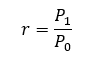 r = P₁/P₀